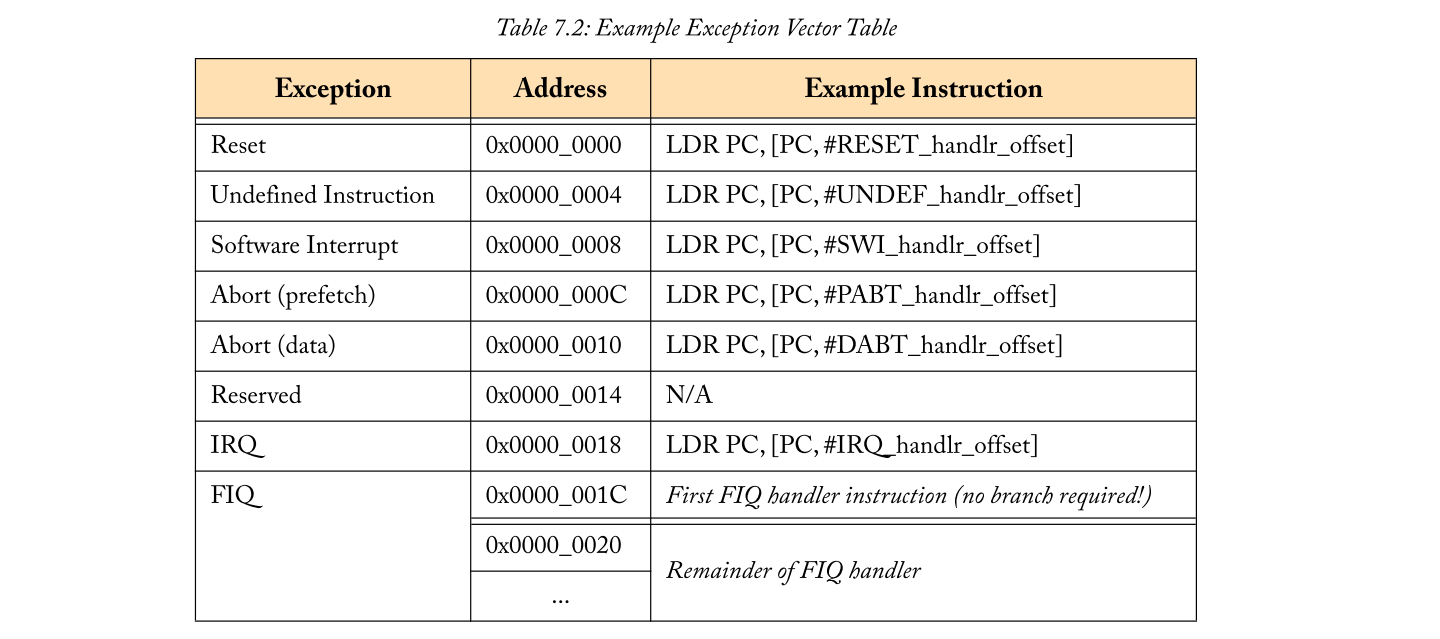 Table 7.2: Example Exception Vector Table
Exception Address Example Instruction
Reset 0x0000_0000 LDR PC, [PC, #RESET_handlr_offset]
Undefined Instruction 0x0000_0004 LDR PC, [PC, #UNDEF_handlr_offset]
Software Interrupt 0x0000_0008 LDR PC, [PC, #SWI_handlr_offset]
Abort (prefetch) 0x0000_000C LDR PC, [PC, #PABT_handlr_offset]
Abort (data) 0x0000_0010 LDR PC, [PC, #DABT_handlr_offset]
Reserved 0x0000_0014 N/A
IRQ 0x0000_0018 LDR PC, [PC, #IRQ_handlr_offset]
FIQ 0x0000_001C First FIQ handler instruction (no branch required!)
0x0000_0020
Remainder of FIQ handler
...